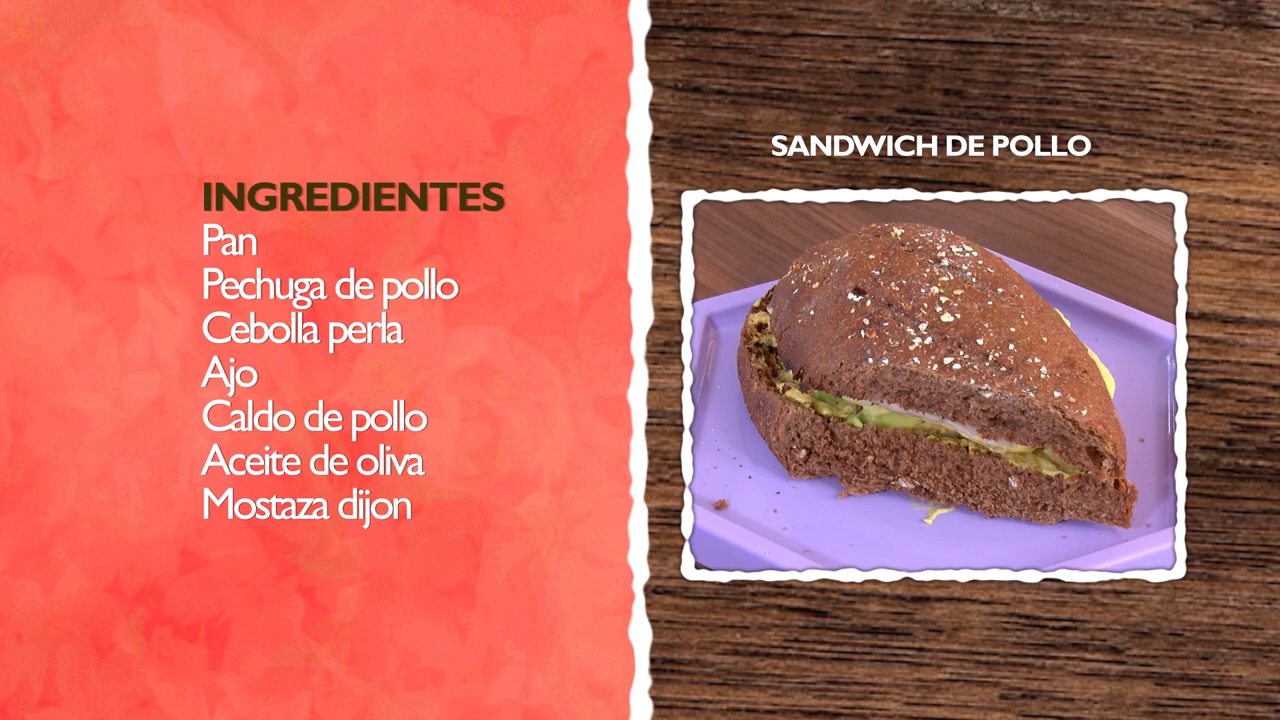 INGREDIENTES
Pan
Pechuga de pollo
Cebolla perla
Ajo
Caldo de pollo
Aceite de oliva
Mostaza dijon
SANDWICH DE POLLO